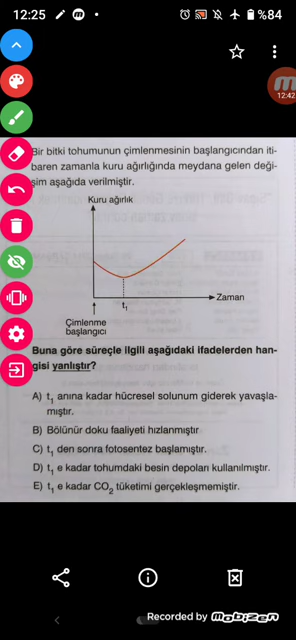 12:25
%84
12:42
Bir bitki tohumunun çimlenmesinin başlangıcından iti-
baren zamanla kuru ağırlığında meydana gelen deği-
şim aşağıda verilmiştir.
Kuru ağırlık
Zaman
t1
Çimlenme
başlangıcı
Buna göre süreçle ilgili aşağıdaki ifadelerden han-
gisi yanlıştır?
A) t1 anına kadar hücresel solunum giderek yavaşla-
mıştır.
B) Bölünür doku faaliyeti hızlanmıştır.
C) t1 den sonra fotosentez başlamıştır.
D) t1 e kadar tohumdaki besin depoları kullanılmıştır.
E) t1 e kadar CO2 tüketimi gerçekleşmemiştir.
Recorded by mobizen